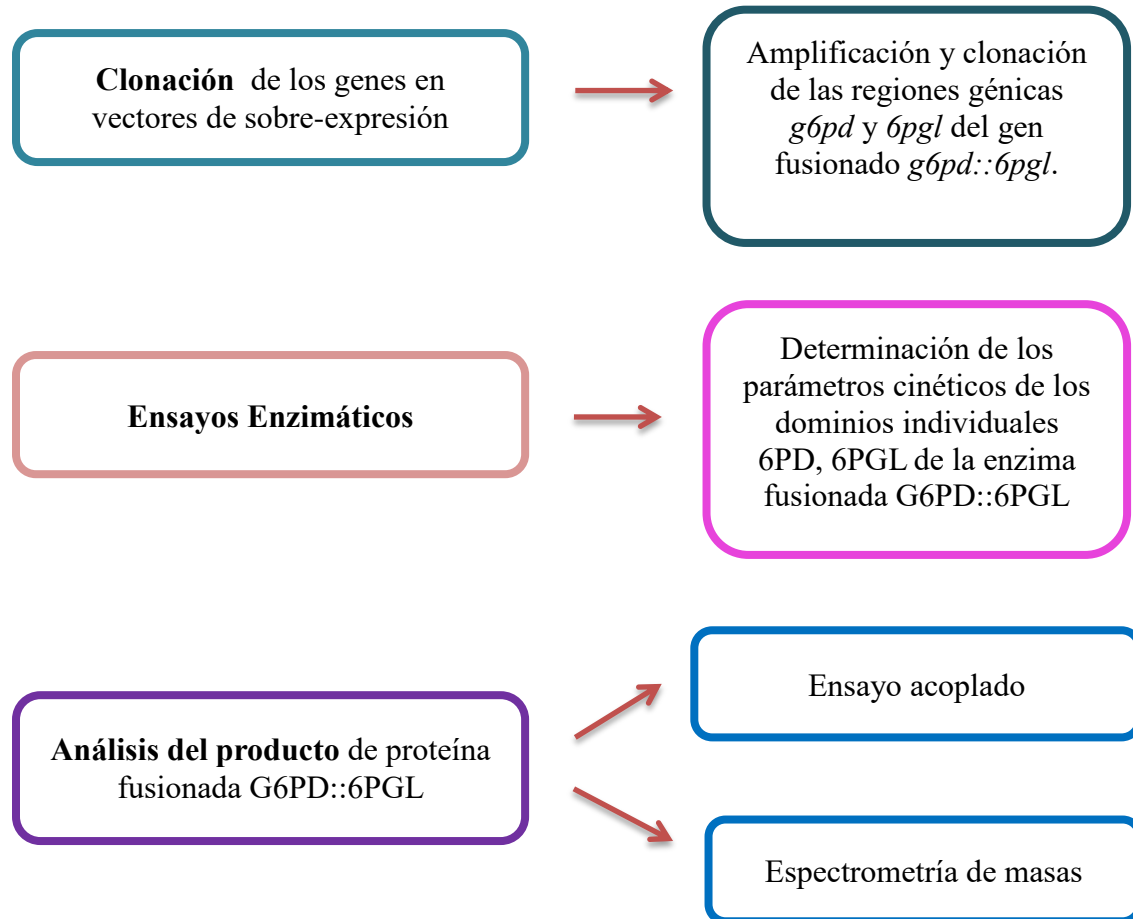 Clonación de los genes en
vectores de sobre-expresión
Amplificación y clonación
de las regiones génicas
g6pd y 6pgl del gen
fusionado g6pd::6pgl.
Ensayos Enzimáticos
Determinación de los
parámetros cinéticos de los
dominios individuales
6PD, 6PGL de la enzima
fusionada G6PD::6PGL
Análisis del producto de proteína
fusionada G6PD::6PGL
Ensayo acoplado
Espectrometría de masas